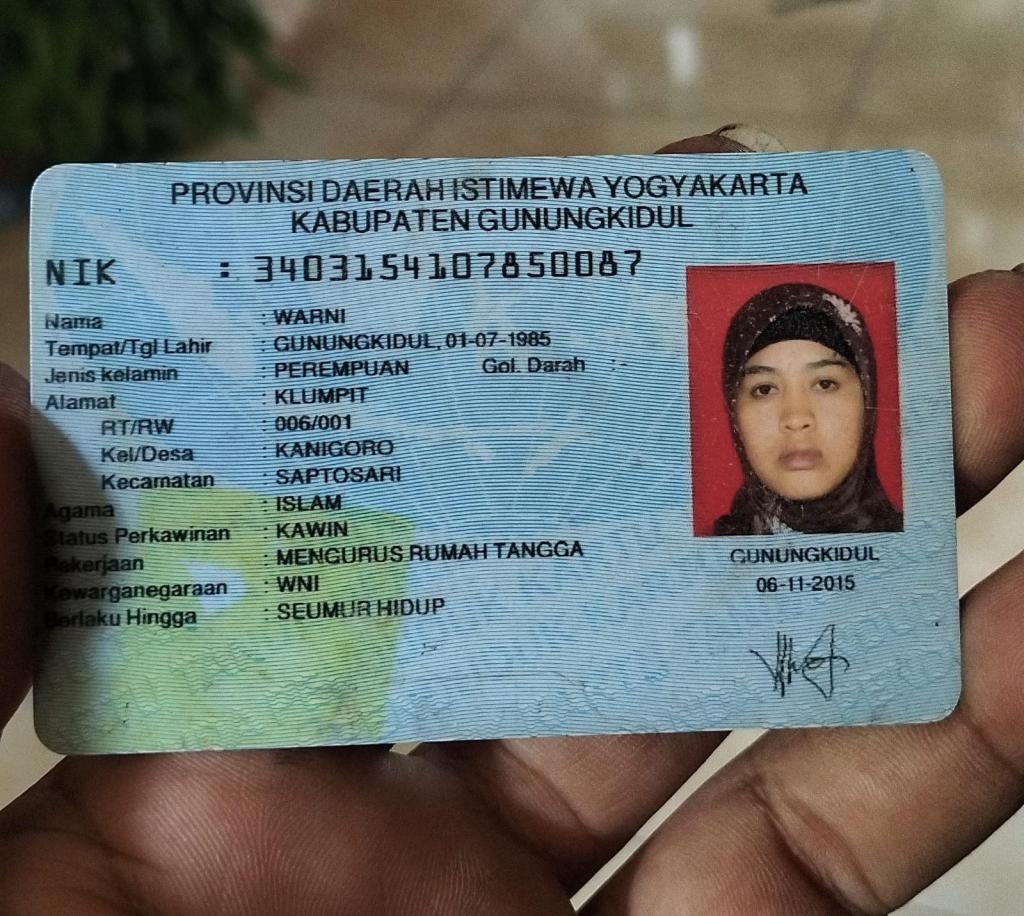 PROVINSI DAERAH ISTIMEWA YOGYAKARTA
KABUPATEN GUNUNGKIDUL
NIK : 3403154107850087
Nama : WARNI
Tempat/Tgl Lahir : GUNUNGKIDUL, 01-07-1985
Jenis kelamin : PEREMPUAN Gol. Darah : -
Alamat : KLUMPIT
RT/RW : 006/001
Kel/Desa : KANIGORO
Kecamatan : SAPTOSARI
Agama : ISLAM
Status Perkawinan : KAWIN
Pekerjaan : MENGURUS RUMAH TANGGA
Kewarganegaraan : WNI
Berlaku Hingga : SEUMUR HIDUP
GUNUNGKIDUL
06-11-2015